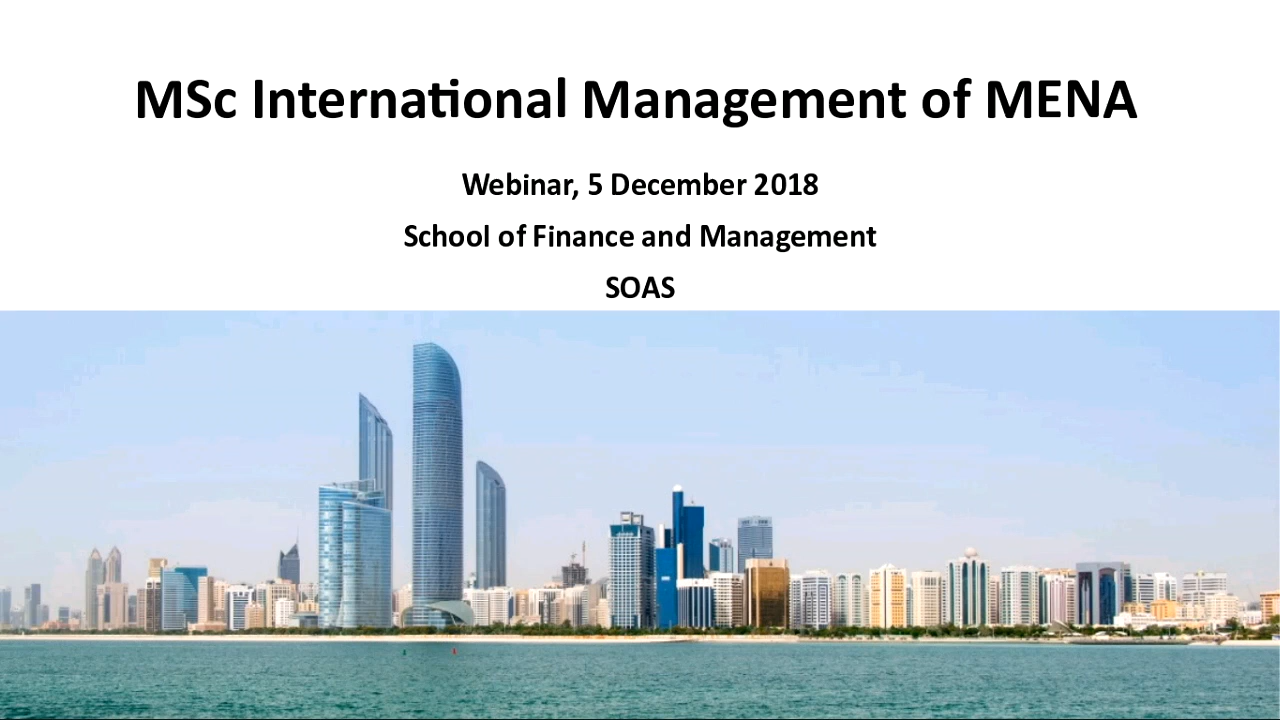 MSc International Management of MENA
Webinar, 5 December 2018
School of Finance and Management
SOAS